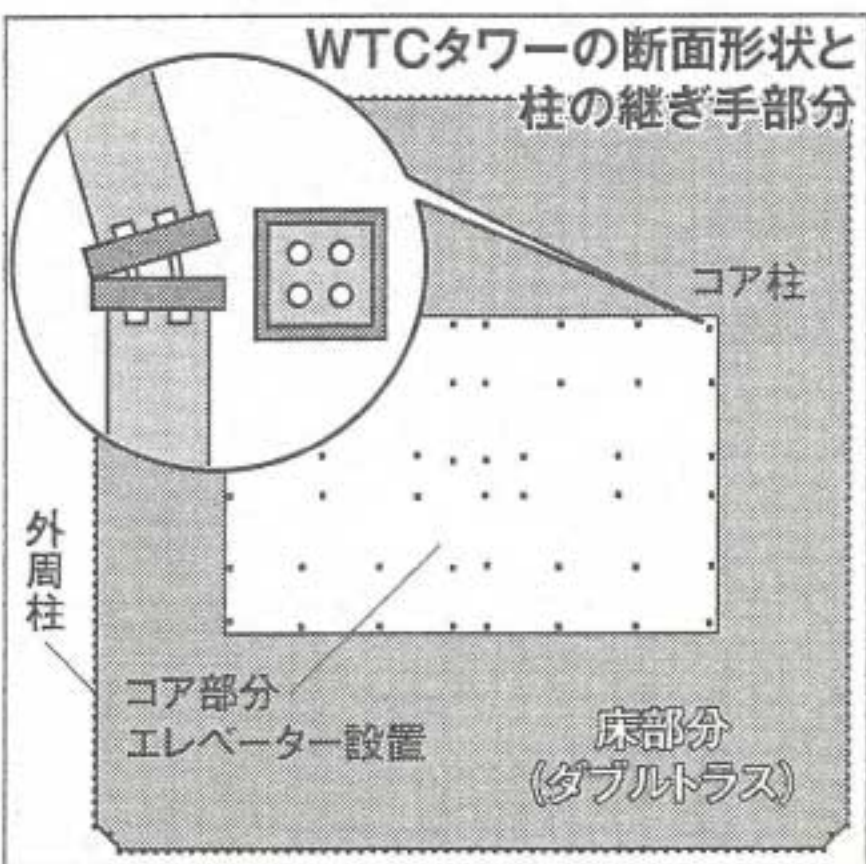 WTCタワーの断面形状と
柱の継ぎ手部分
コア柱
外周柱
コア部分
エレベーター設置
床部分
(ダブルトラス)